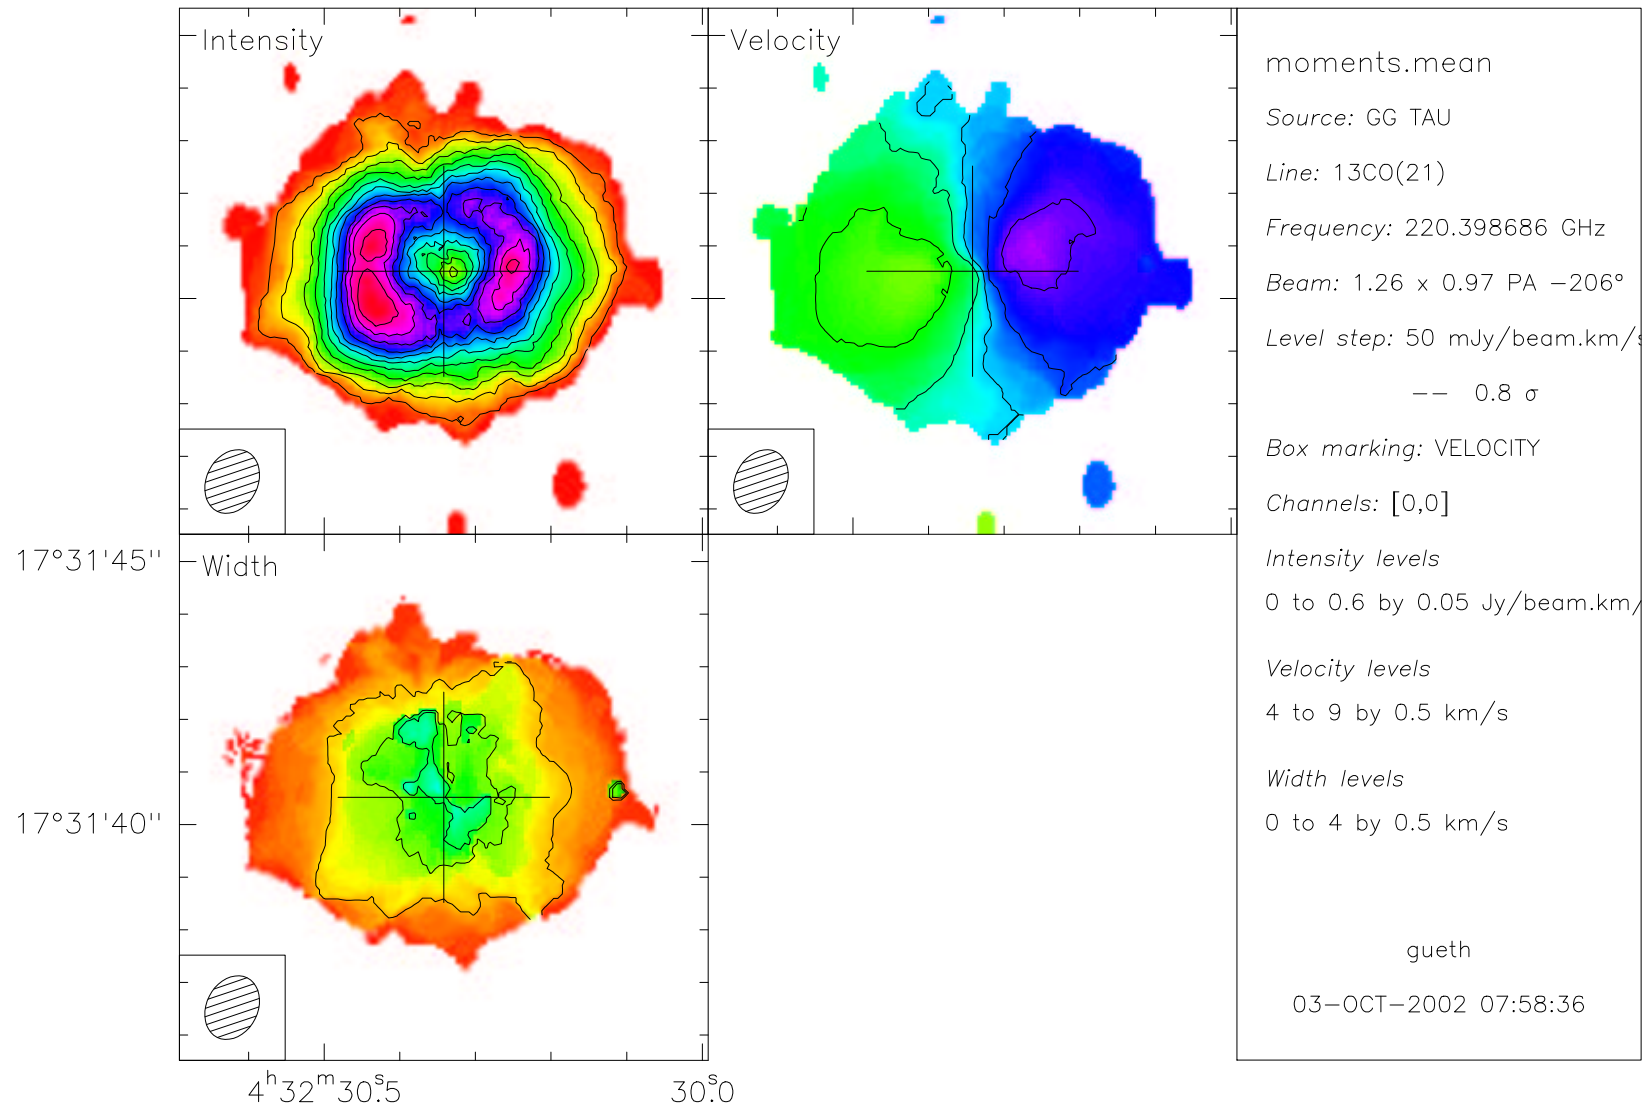 Intensity
Velocity
Width
17°31'45''
17°31'40''
4ʰ32ᵐ30ˢ.5
30ˢ.0
moments.mean
Source: GG TAU
Line: 13CO(21)
Frequency: 220.398686 GHz
Beam: 1.26 x 0.97 PA −206°
Level step: 50 mJy/beam.km/s
−− 0.8 σ
Box marking: VELOCITY
Channels: [0,0]
Intensity levels
0 to 0.6 by 0.05 Jy/beam.km/
Velocity levels
4 to 9 by 0.5 km/s
Width levels
0 to 4 by 0.5 km/s
gueth
03−OCT−2002 07:58:36